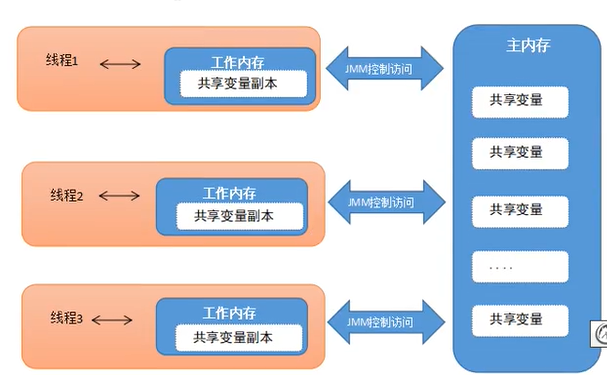 线程1
工作内存
共享变量副本
JMM控制访问
主内存
共享变量
共享变量
线程2
工作内存
共享变量副本
JMM控制访问
共享变量
....
线程3
工作内存
共享变量副本
JMM控制访问
共享变量